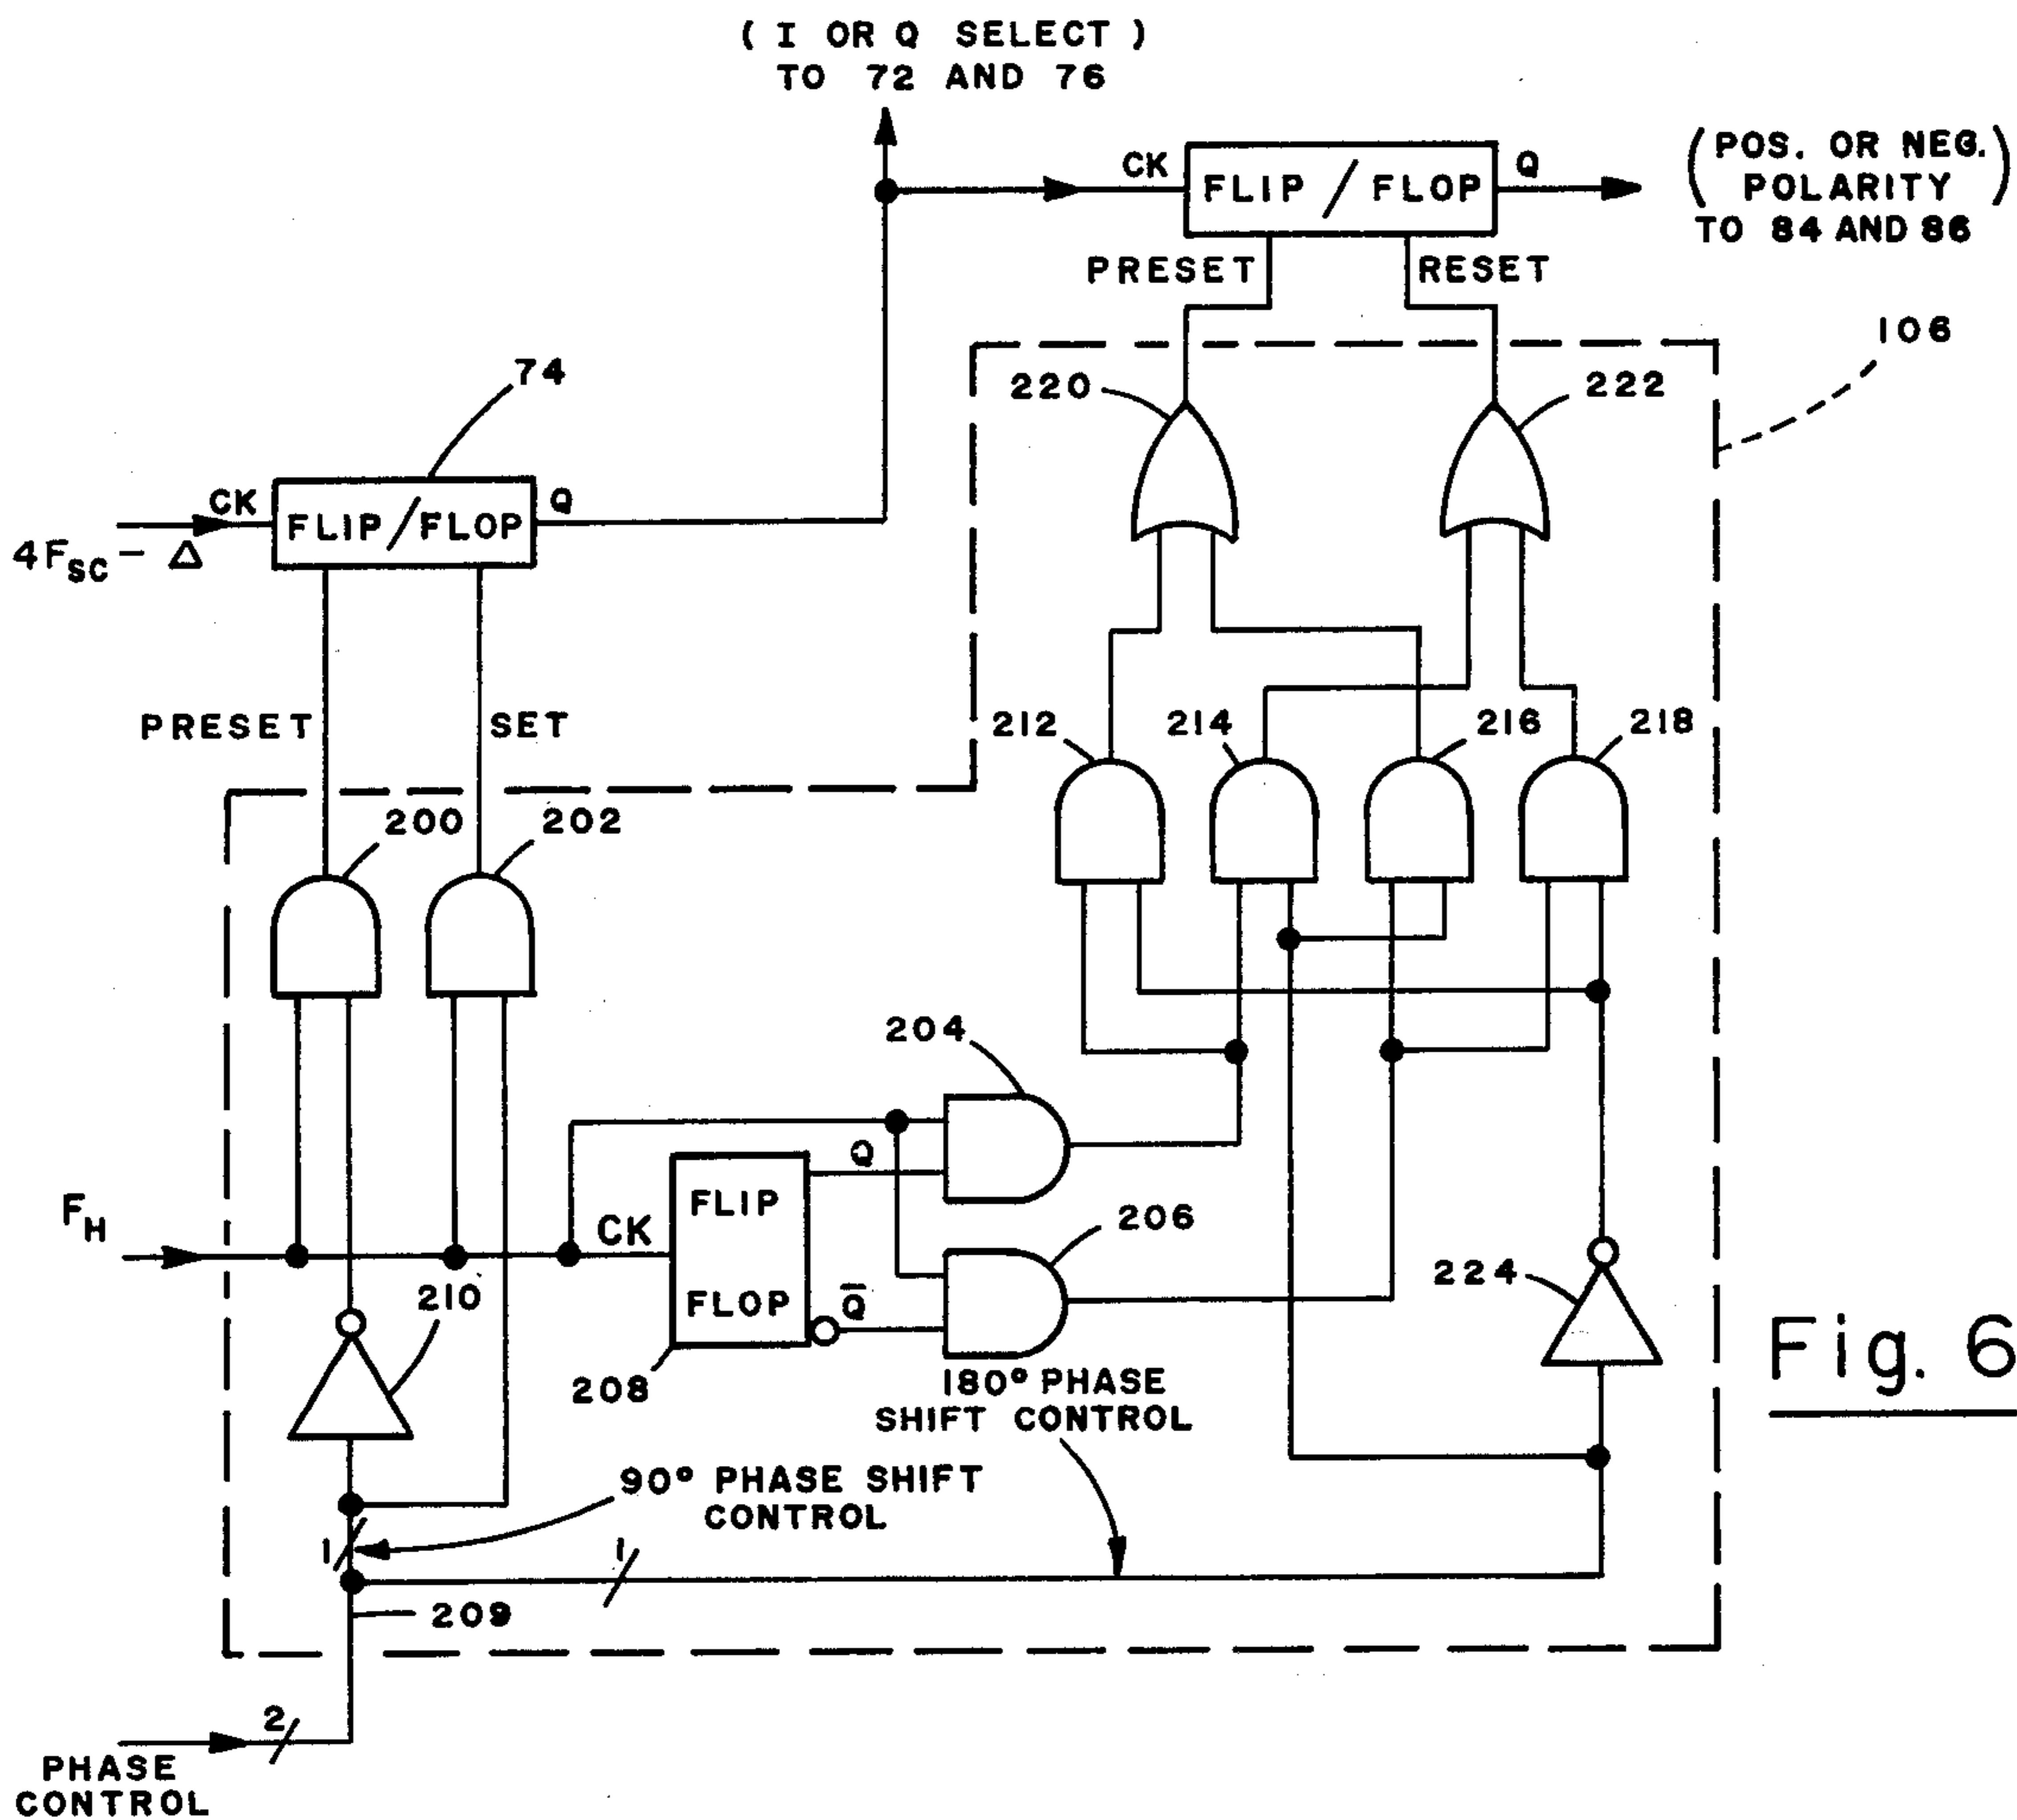 ( I OR Q SELECT )
TO 72 AND 76
CK
FLIP / FLOP
Q
(POS. OR NEG.)
POLARITY
TO 84 AND 86
PRESET
RESET
106
74
220
222
CK
FLIP / FLOP
Q
4FSC - Δ
PRESET
SET
212
214
216
218
200
202
204
Q
FH
CK
FLIP
FLOP
206
Q̅
210
224
208
180° PHASE
SHIFT CONTROL
Fig. 6
90° PHASE SHIFT
CONTROL
1
1
209
2
PHASE
CONTROL